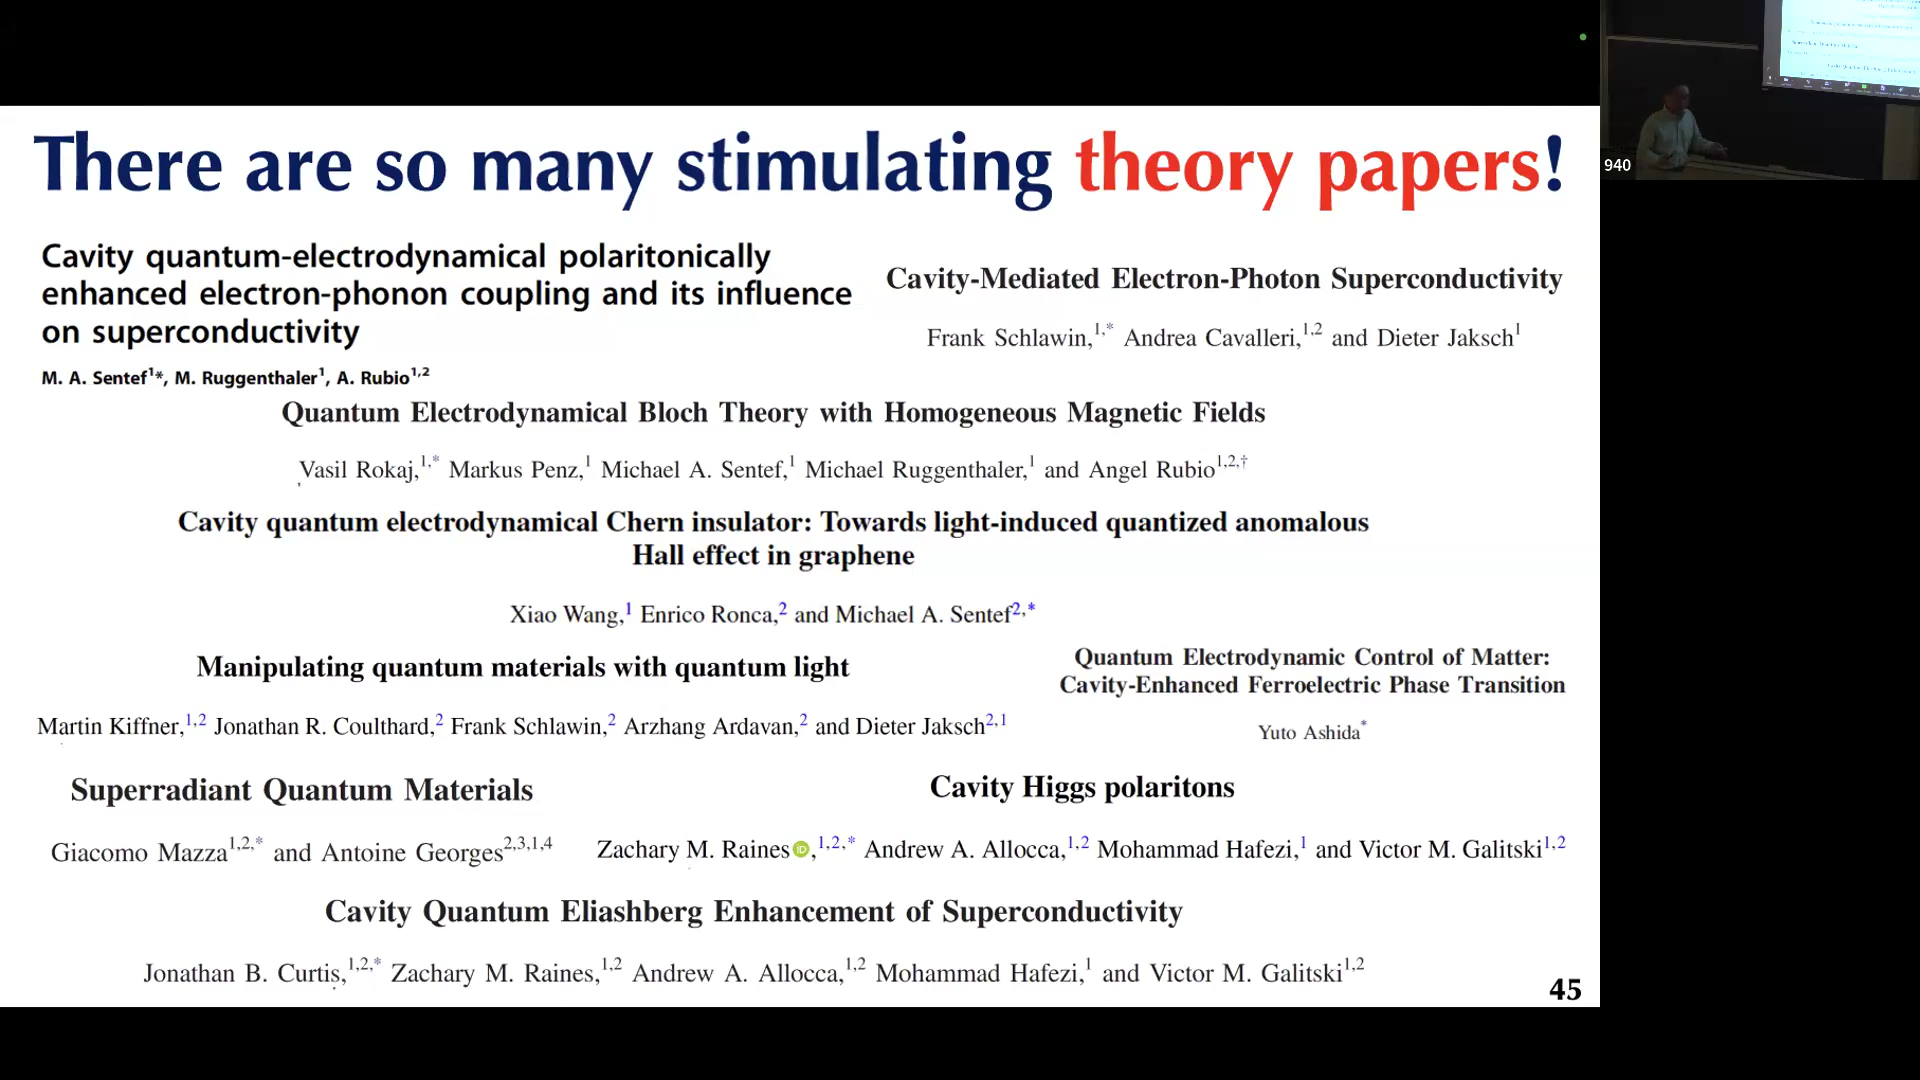 There are so many stimulating theory papers!
Cavity quantum-electrodynamical polaritonically
enhanced electron-phonon coupling and its influence
on superconductivity
M. A. Sentef¹*, M. Ruggenthaler¹, A. Rubio¹,²
Cavity-Mediated Electron-Photon Superconductivity
Frank Schlawin,¹,* Andrea Cavalleri,¹,² and Dieter Jaksch¹
Quantum Electrodynamical Bloch Theory with Homogeneous Magnetic Fields
Vasil Rokaj,¹,* Markus Penz,¹ Michael A. Sentef,¹ Michael Ruggenthaler,¹ and Angel Rubio¹,²,†
Cavity quantum electrodynamical Chern insulator: Towards light-induced quantized anomalous
Hall effect in graphene
Xiao Wang,¹ Enrico Ronca,² and Michael A. Sentef²,*
Manipulating quantum materials with quantum light
Martin Kiffner,¹,² Jonathan R. Coulthard,² Frank Schlawin,² Arzhang Ardavan,² and Dieter Jaksch²,¹
Quantum Electrodynamic Control of Matter:
Cavity-Enhanced Ferroelectric Phase Transition
Yuto Ashida*
Superradiant Quantum Materials
Giacomo Mazza¹,²,* and Antoine Georges²,³,¹,⁴
Cavity Higgs polaritons
Zachary M. Raines iD,¹,²,* Andrew A. Allocca,¹,² Mohammad Hafezi,¹ and Victor M. Galitski¹,²
Cavity Quantum Eliashberg Enhancement of Superconductivity
Jonathan B. Curtis,¹,²,* Zachary M. Raines,¹,² Andrew A. Allocca,¹,² Mohammad Hafezi,¹ and Victor M. Galitski¹,²
45
940